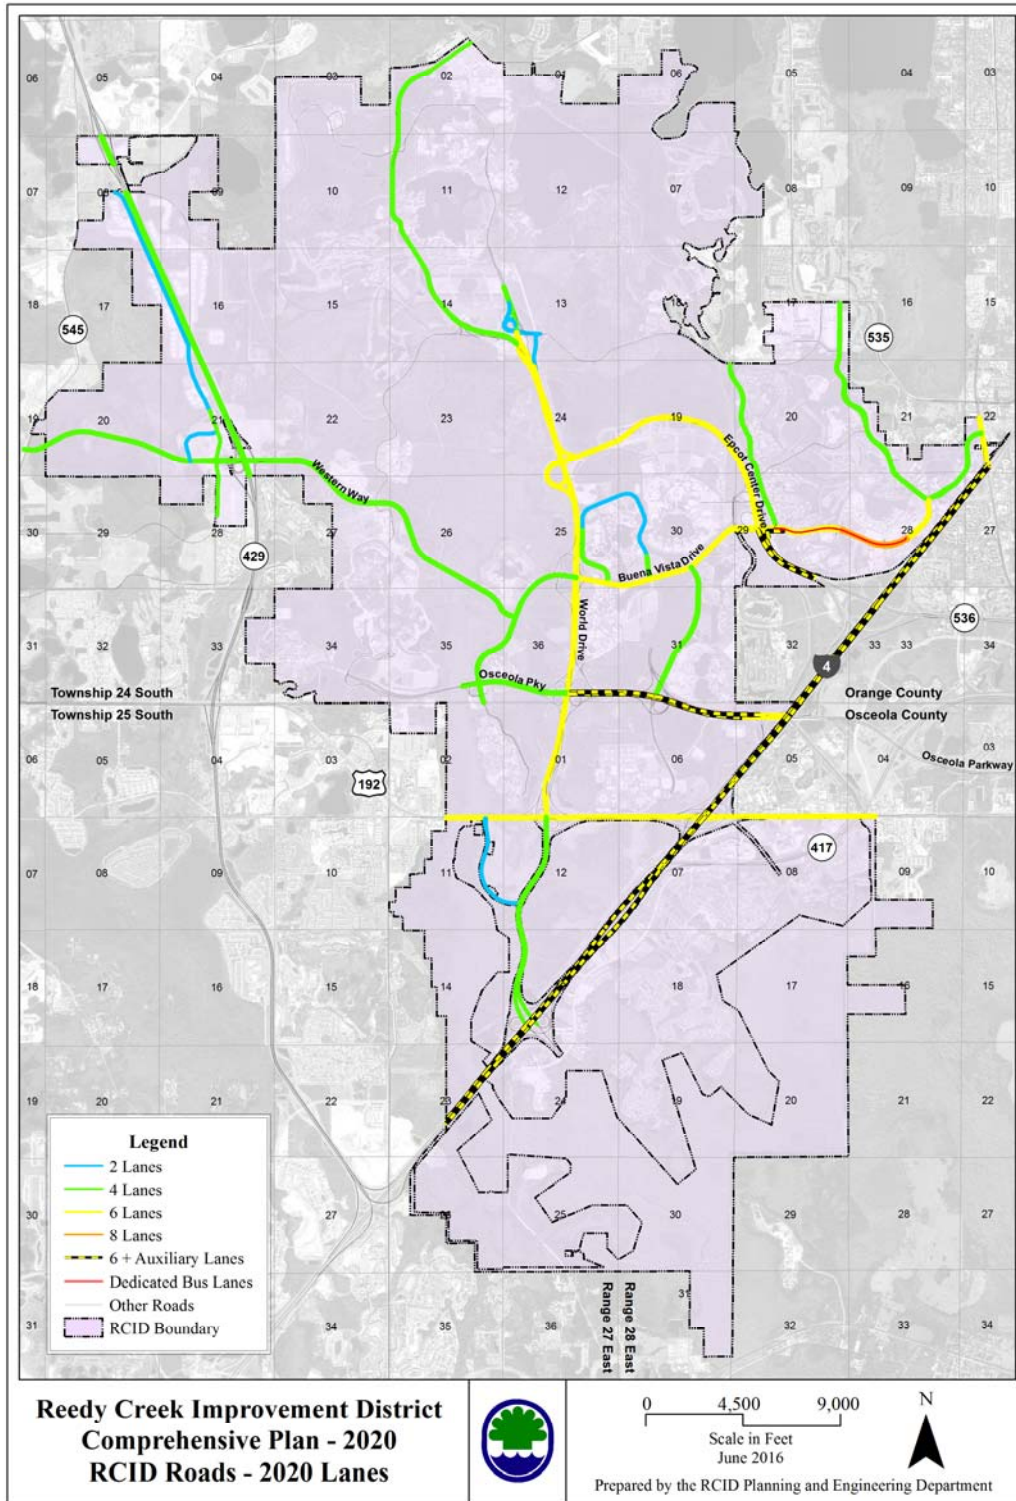 06 05 04 03 02 01 06 05 04 03
07 08 09 10 11 12 07 08 09 10
18 17 16 15 14 13 18 17 16 15
545
535
19 20 21 22 23 24 19 20 21 22
Epcot Center Drive
Western Way
30 29 28 27 26 25 30 29 28 27
429
Buena Vista Drive
World Drive
536
31 32 33 35 36 31 32 33 33 34
4
Osceola Pky
Township 24 South
Orange County
Township 25 South
Osceola County
06 05 04 03 02 01 06 05 04 03
Osceola Parkway
192
417
07 08 09 10 11 12 07 08 09 10
18 17 16 15 14 18 17 16 15
19 20 21 22 23 24 19 20 21 22
Legend
2 Lanes
4 Lanes
6 Lanes
8 Lanes
6 + Auxiliary Lanes
Dedicated Bus Lanes
Other Roads
RCID Boundary
30 27 25 30 29 28 27
Range 27 East
Range 28 East
31 34 35 36 31 32 33 34
Reedy Creek Improvement District
Comprehensive Plan - 2020
RCID Roads - 2020 Lanes
0 4,500 9,000
Scale in Feet
June 2016
N
Prepared by the RCID Planning and Engineering Department